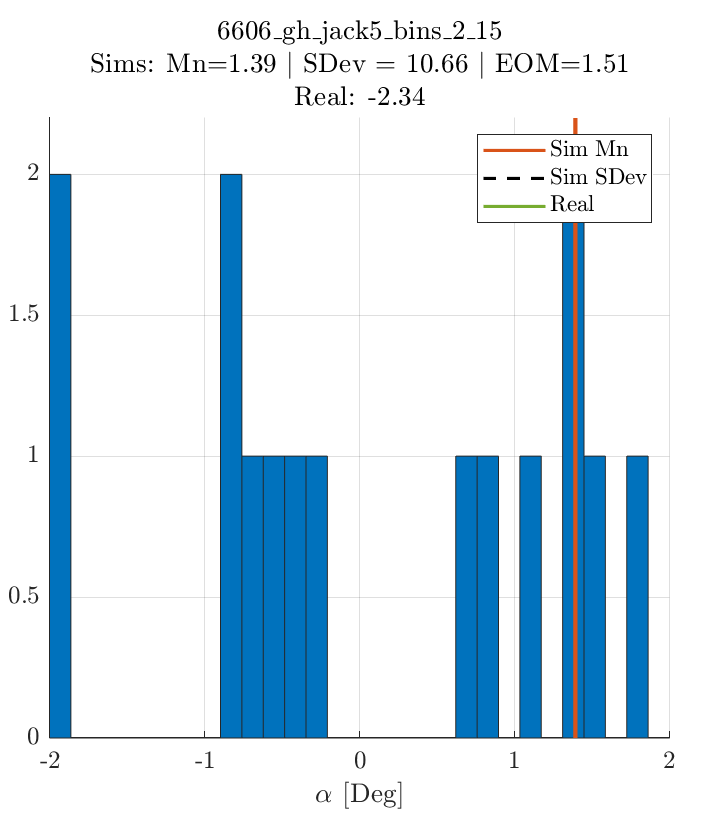 6606_gh_jack5_bins_2_15
Sims: Mn=1.39 | SDev = 10.66 | EOM=1.51
Real: -2.34
Sim Mn
Sim SDev
Real
2
1.5
1
0.5
0
-2
-1
0
1
2
α [Deg]